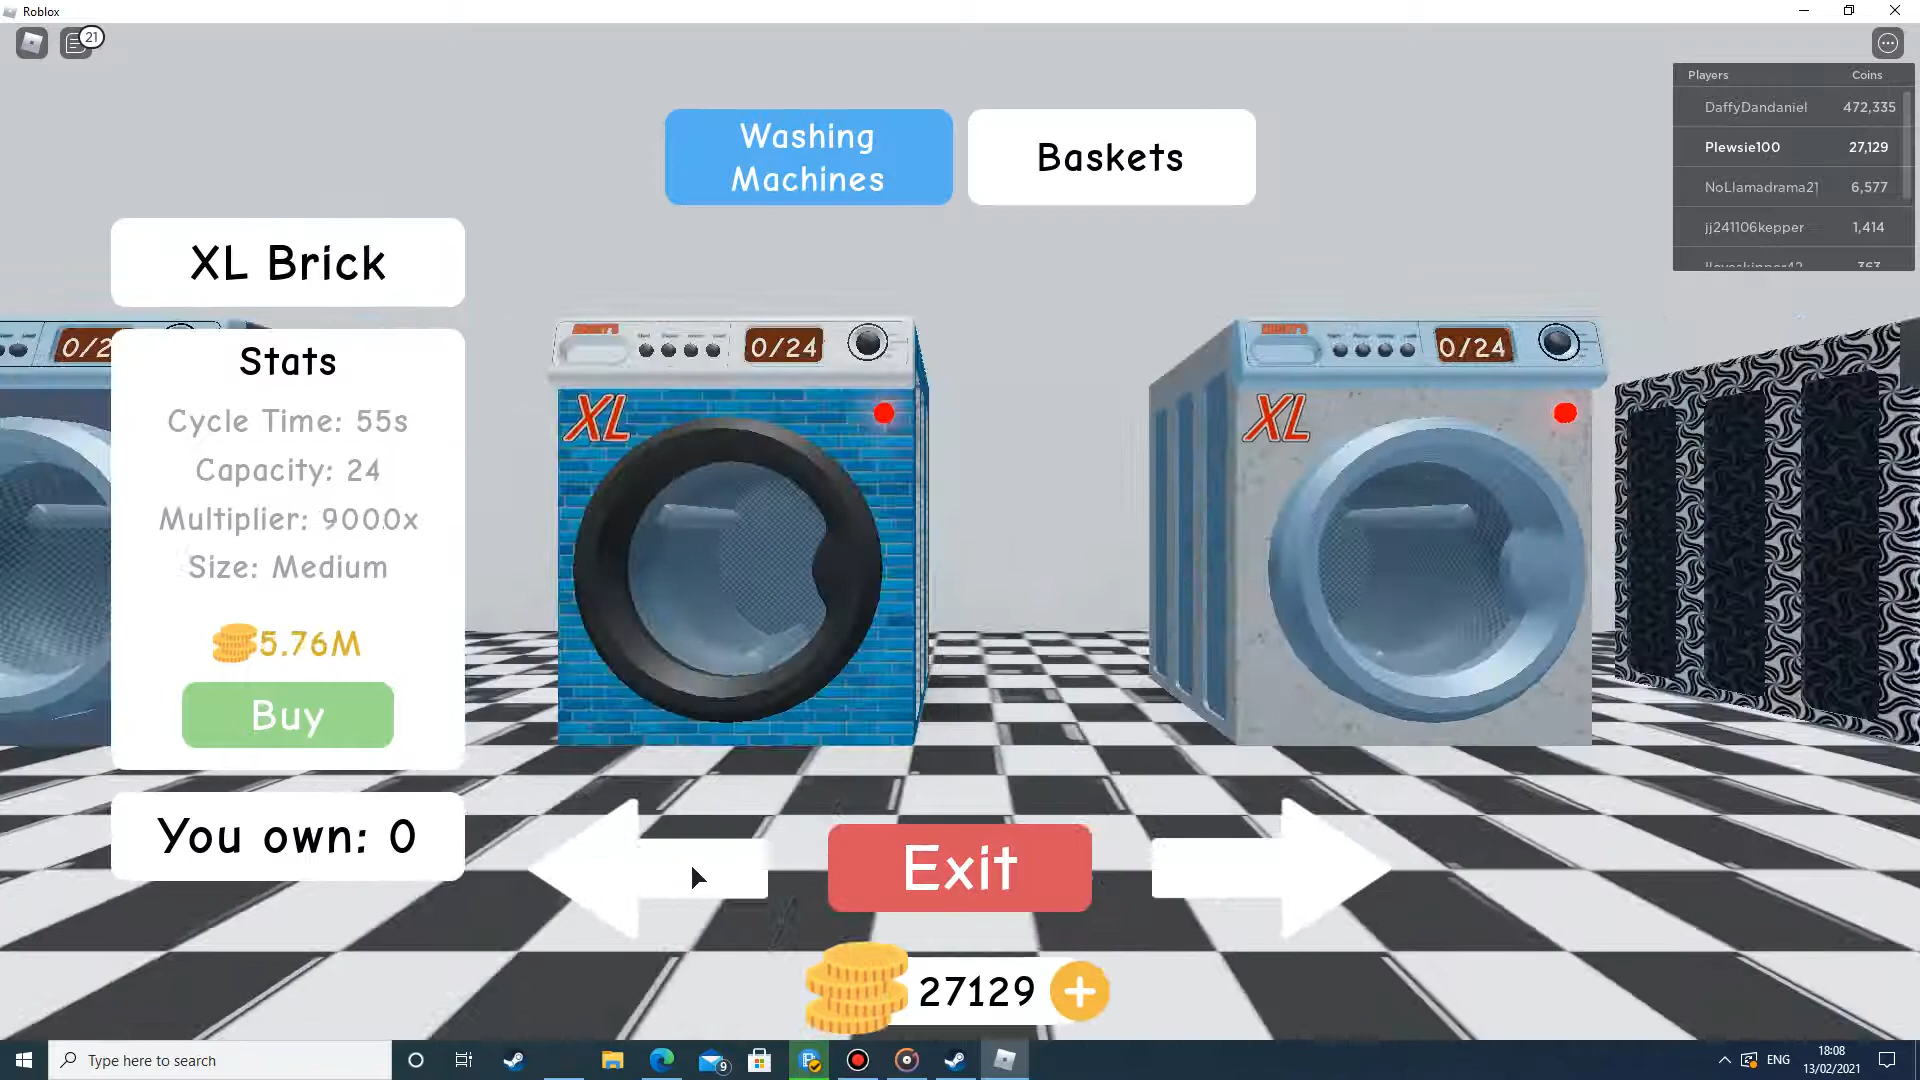 Roblox
21
Players Coins
DaffyDandaniel 472,335
Plewsie100 27,129
NoLlamadrama21 6,577
jj241106kepper 1,414
Washing
Machines
Baskets
XL Brick
Stats
Cycle Time: 55s
Capacity: 24
Multiplier: 9000x
Size: Medium
5.76M
Buy
You own: 0
0/2
0/24
XL
0/24
XL
Exit
27129
Type here to search
9
ENG
18:08
13/02/2021